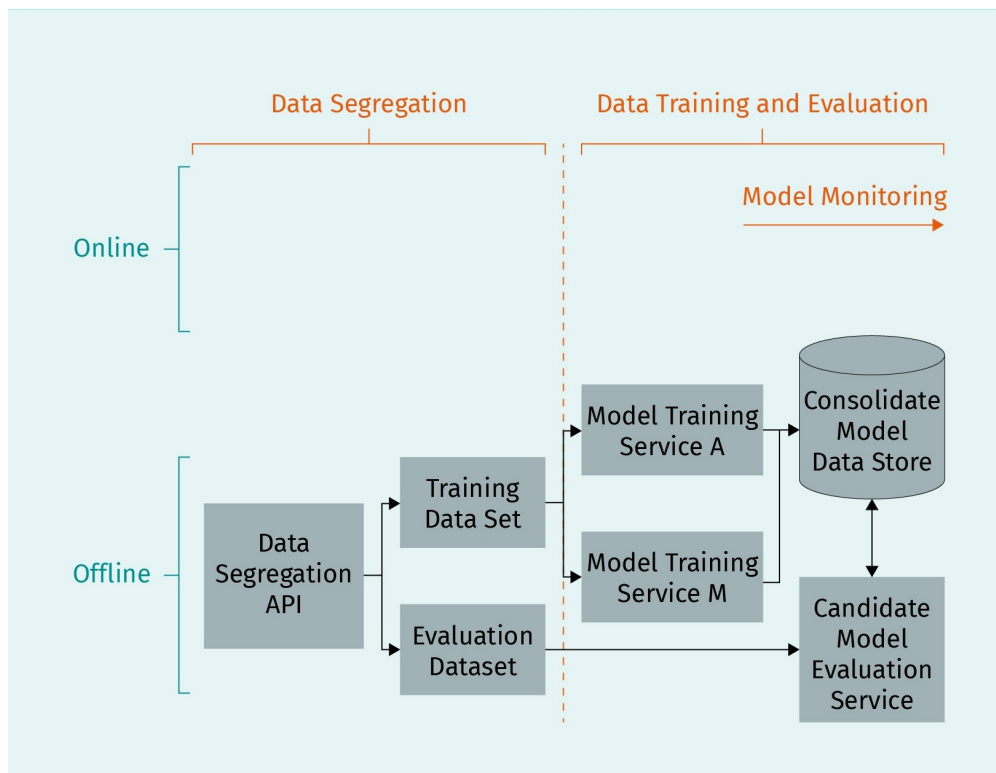 Data Segregation
Data Training and Evaluation
Model Monitoring
Online
Offline
Data
Segregation
API
Training
Data Set
Evaluation
Dataset
Model Training
Service A
Model Training
Service M
Consolidate
Model
Data Store
Candidate
Model
Evaluation
Service